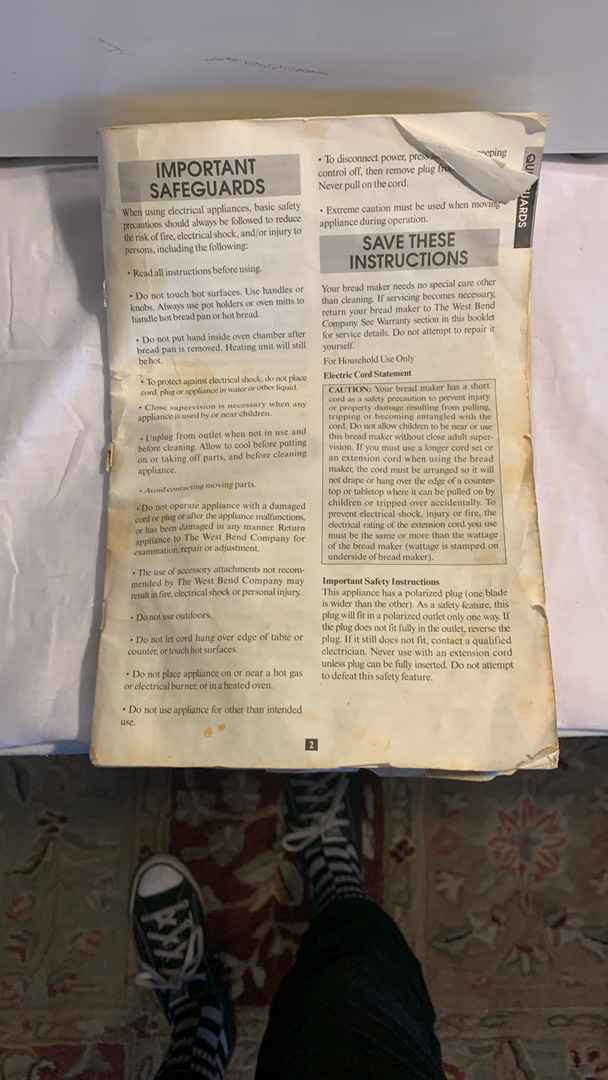 IMPORTANT
SAFEGUARDS
When using electrical appliances, basic safety
precautions should always be followed to reduce
the risk of fire, electrical shock, and/or injury to
persons, including the following:
• Read all instructions before using.
• Do not touch hot surfaces. Use handles or
knobs. Always use pot holders or oven mitts to
handle hot bread pan or hot bread.
• Do not put hand inside oven chamber after
bread pan is removed. Heating unit will still
be hot.
• To protect against electrical shock, do not place
cord, plug or appliance in water or other liquid.
• Close supervision is necessary when any
appliance is used by or near children.
• Unplug from outlet when not in use and
before cleaning. Allow to cool before putting
on or taking off parts, and before cleaning
appliance.
• Avoid contacting moving parts.
• Do not operate appliance with a damaged
cord or plug or after the appliance malfunctions,
or has been damaged in any manner. Return
appliance to The West Bend Company for
examination, repair or adjustment.
• The use of accessory attachments not recom-
mended by The West Bend Company may
result in fire, electrical shock or personal injury.
• Do not use outdoors.
• Do not let cord hang over edge of table or
counter, or touch hot surfaces.
• Do not place appliance on or near a hot gas
or electrical burner, or in a heated oven.
• Do not use appliance for other than intended
use.
• To disconnect power, press
control off, then remove plug
Never pull on the cord.
• Extreme caution must be used when moving
appliance during operation.
SAVE THESE
INSTRUCTIONS
Your bread maker needs no special care other
than cleaning. If servicing becomes necessary,
return your bread maker to The West Bend
Company. See Warranty section in this booklet
for service details. Do not attempt to repair it
yourself.
For Household Use Only
Electric Cord Statement
CAUTION: Your bread maker has a short
cord as a safety precaution to prevent injury
or property damage resulting from pulling,
tripping or becoming entangled with the
cord. Do not allow children to be near or use
this bread maker without close adult super-
vision. If you must use a longer cord set or
an extension cord when using the bread
maker, the cord must be arranged so it will
not drape or hang over the edge of a counter-
top or tabletop where it can be pulled on by
children or tripped over accidentally. To
prevent electrical shock, injury or fire, the
electrical rating of the extension cord you use
must be the same or more than the wattage
of the bread maker (wattage is stamped on
underside of bread maker).
Important Safety Instructions
This appliance has a polarized plug (one blade
is wider than the other). As a safety feature, this
plug will fit in a polarized outlet only one way. If
the plug does not fit fully in the outlet, reverse the
plug. If it still does not fit, contact a qualified
electrician. Never use with an extension cord
unless plug can be fully inserted. Do not attempt
to defeat this safety feature.
2